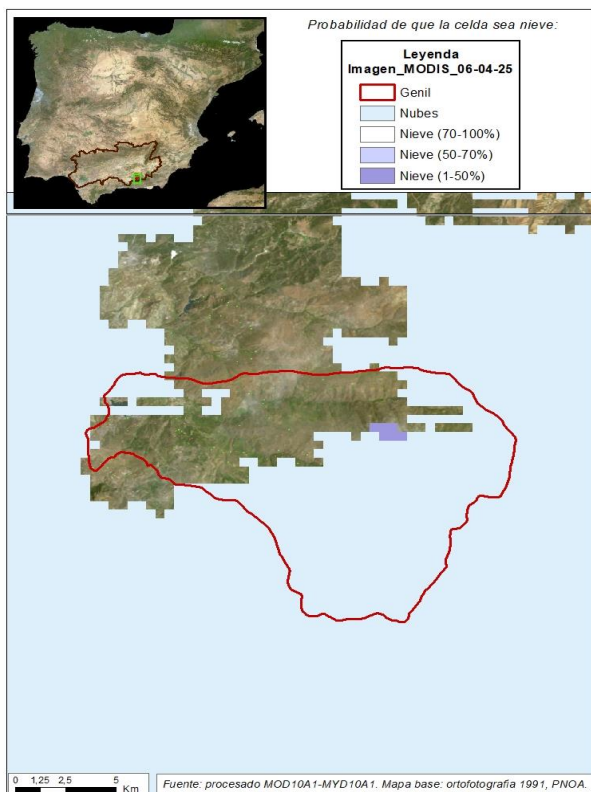 Probabilidad de que la celda sea nieve:
Leyenda
Imagen_MODIS_06-04-25
Genil
Nubes
Nieve (70-100%)
Nieve (50-70%)
Nieve (1-50%)
0 1,25 2,5 5
Km
Fuente: procesado MOD10A1-MYD10A1. Mapa base: ortofotografia 1991, PNOA.